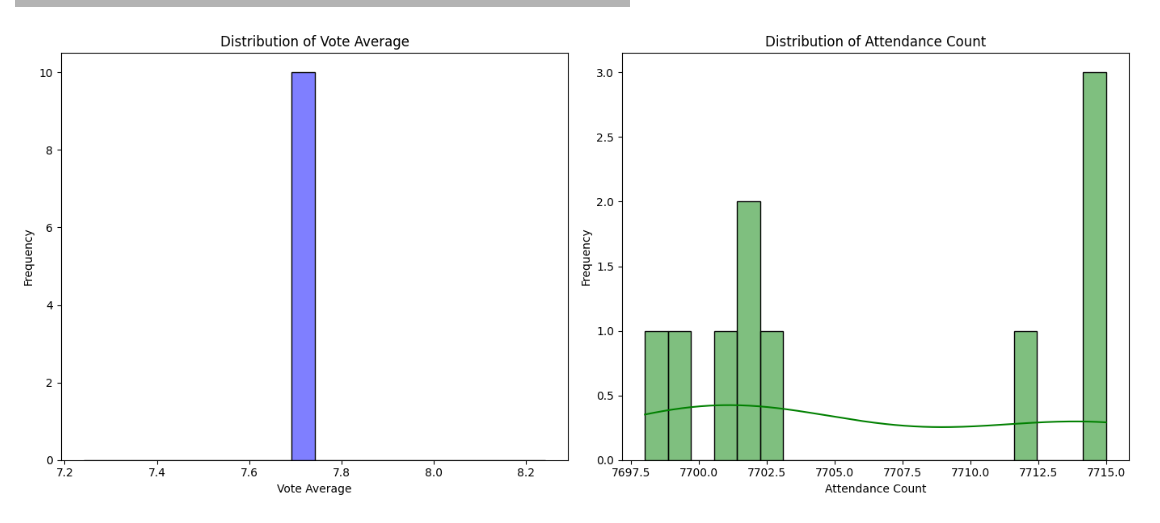 Distribution of Vote Average
10
8
6
4
2
0
Frequency
7.2 7.4 7.6 7.8 8.0 8.2
Vote Average
Distribution of Attendance Count
3.0
2.5
2.0
1.5
1.0
0.5
0.0
Frequency
7697.5 7700.0 7702.5 7705.0 7707.5 7710.0 7712.5 7715.0
Attendance Count